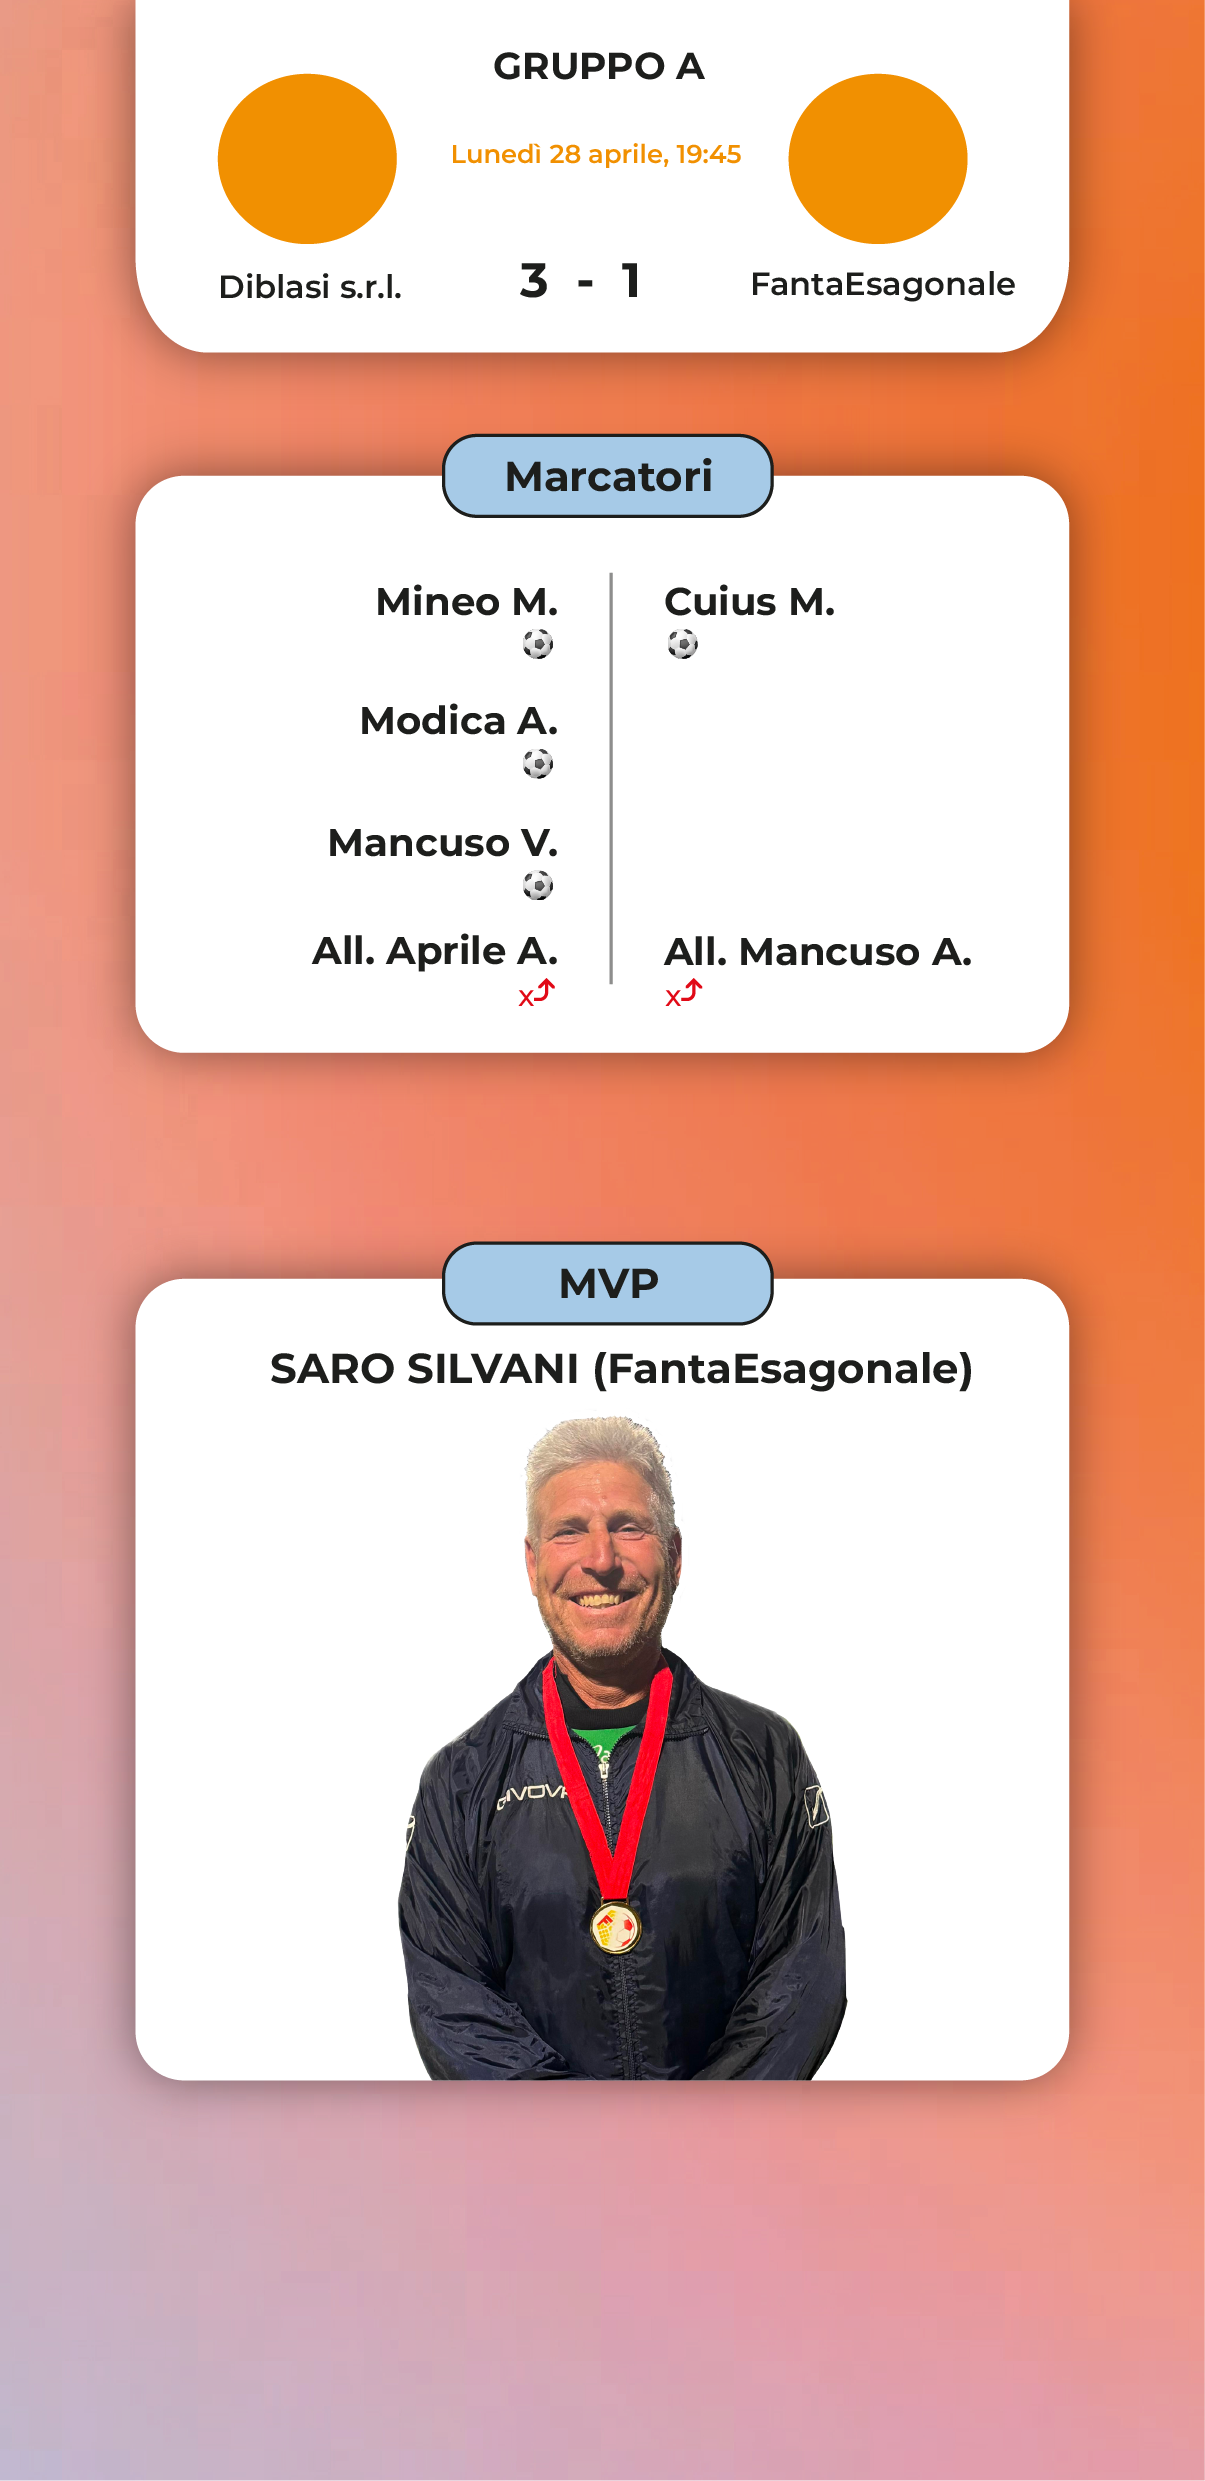 GRUPPO A
Lunedì 28 aprile, 19:45
Diblasi s.r.l.
3 - 1
FantaEsagonale
Marcatori
Mineo M.
Cuius M.
Modica A.
Mancuso V.
All. Aprile A.
All. Mancuso A.
x
x
MVP
SARO SILVANI (FantaEsagonale)